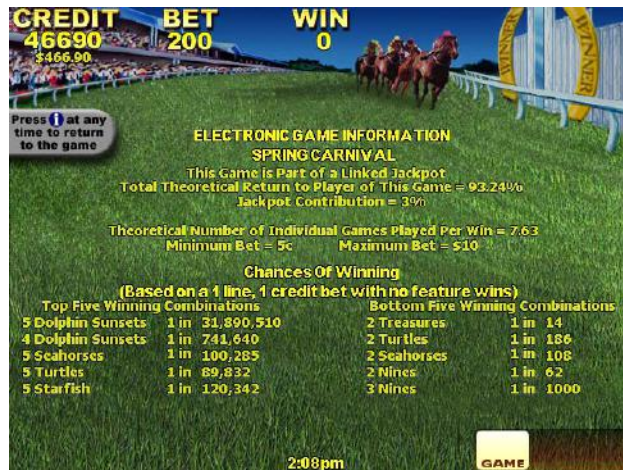 CREDIT BET WIN
46690 200 0
$466.90
WINNER WINNER
Press i at any
time to return
to the game
ELECTRONIC GAME INFORMATION
SPRING CARNIVAL
This Game is Part of a Linked Jackpot
Total Theoretical Return to Player of This Game = 93.24%
Jackpot Contribution = 3%
Theoretical Number of Individual Games Played Per Win = 7.63
Minimum Bet = 5c Maximum Bet = $10
Chances Of Winning
(Based on a 1 line, 1 credit bet with no feature wins)
Top Five Winning Combinations Bottom Five Winning Combinations
5 Dolphin Sunsets 1 in 31,890,510 2 Treasures 1 in 14
4 Dolphin Sunsets 1 in 741,640 2 Turtles 1 in 186
5 Seahorses 1 in 100,285 2 Seahorses 1 in 108
5 Turtles 1 in 89,832 2 Nines 1 in 62
5 Starfish 1 in 120,342 3 Nines 1 in 1000
2:08pm
GAME